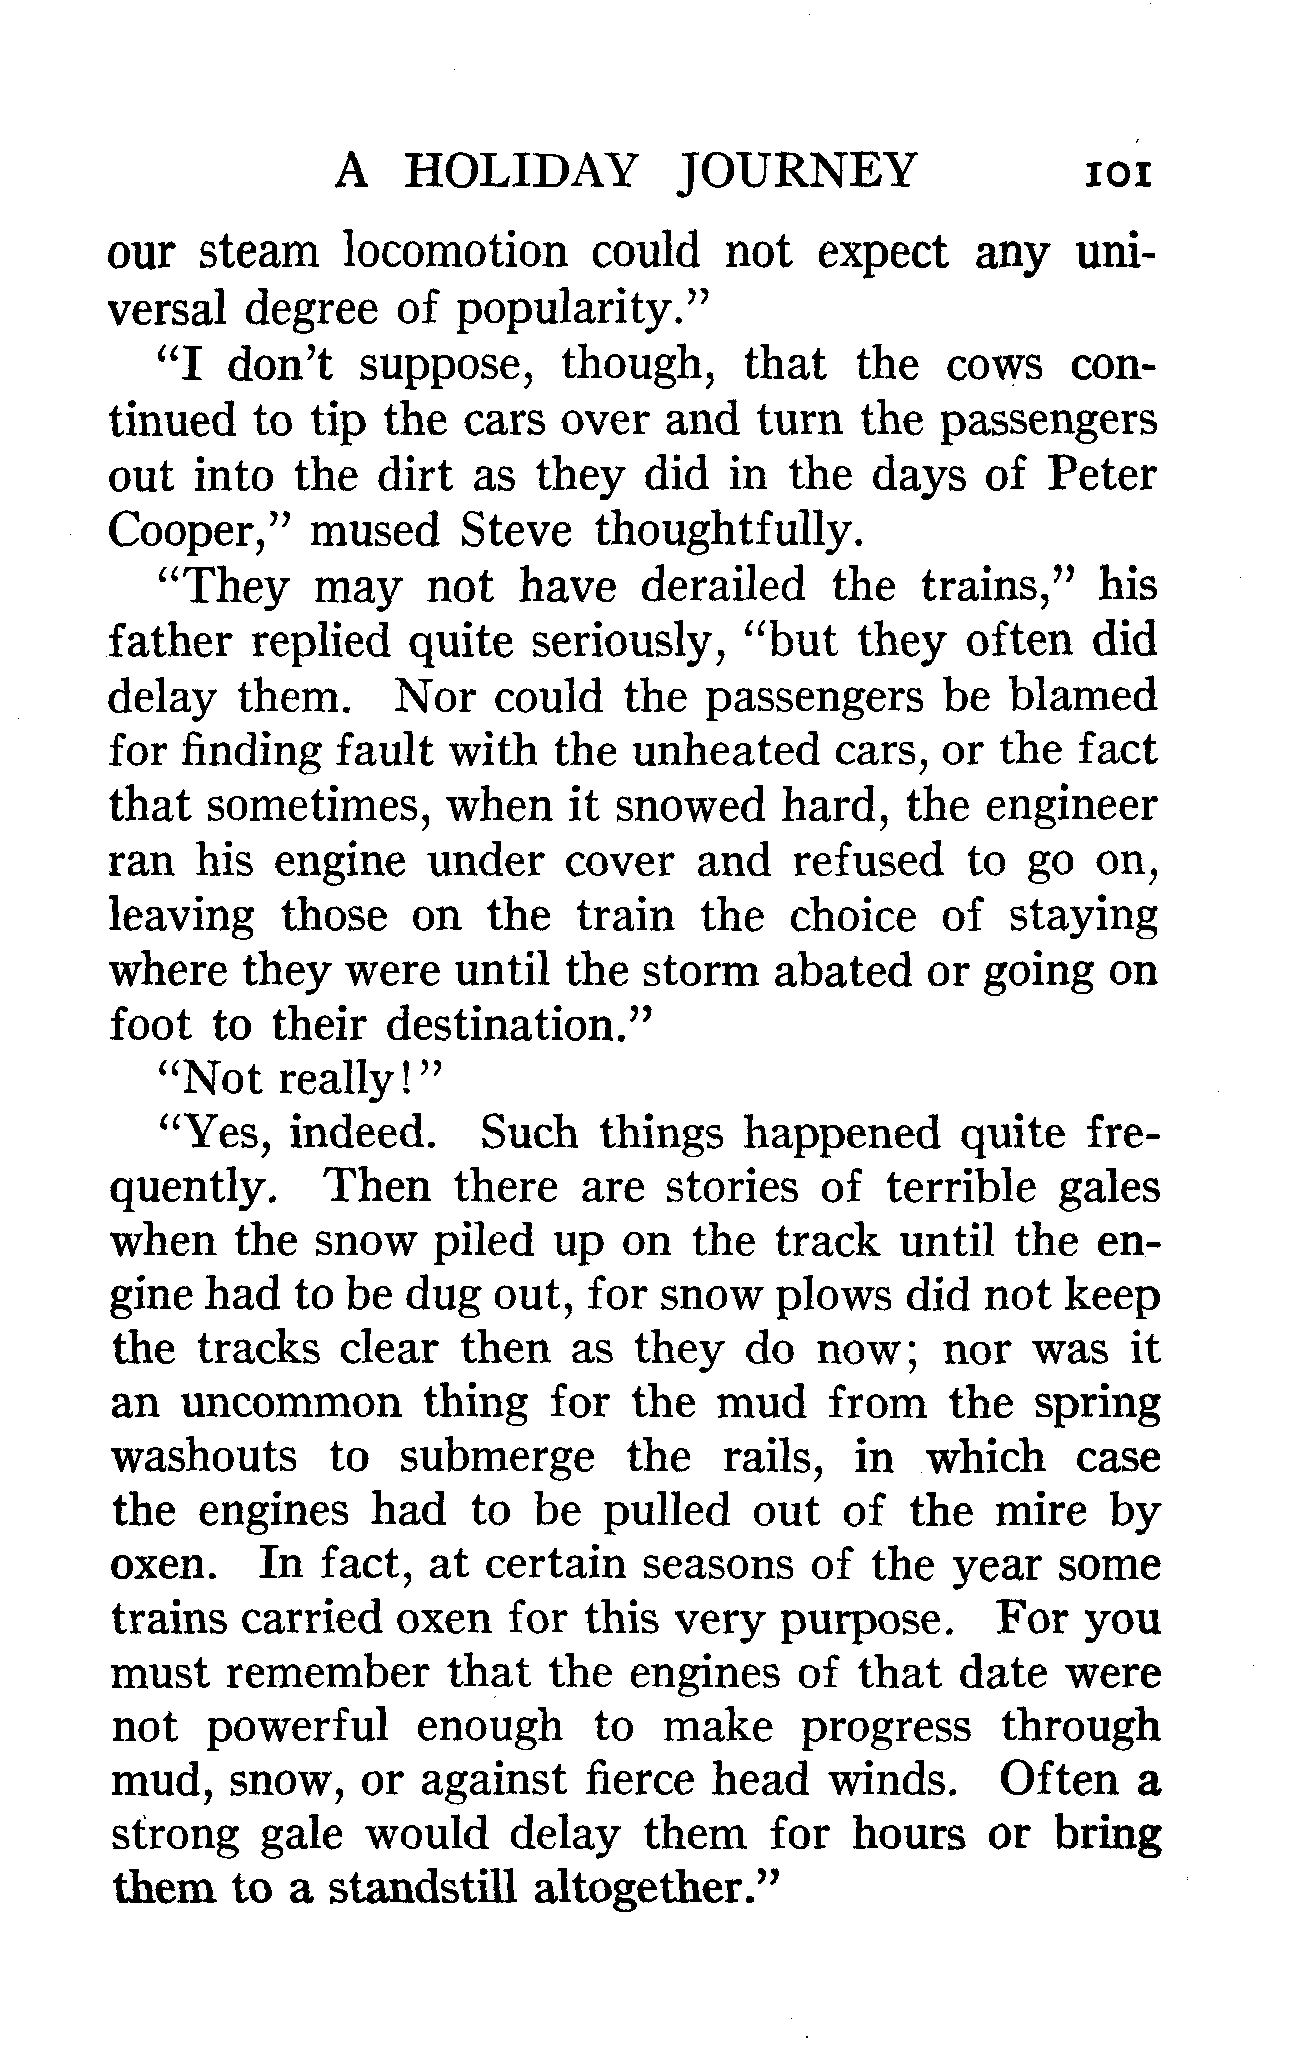 A HOLIDAY JOURNEY 101
our steam locomotion could not expect any uni-
versal degree of popularity."
"I don't suppose, though, that the cows con-
tinued to tip the cars over and turn the passengers
out into the dirt as they did in the days of Peter
Cooper," mused Steve thoughtfully.
"They may not have derailed the trains," his
father replied quite seriously, "but they often did
delay them. Nor could the passengers be blamed
for finding fault with the unheated cars, or the fact
that sometimes, when it snowed hard, the engineer
ran his engine under cover and refused to go on,
leaving those on the train the choice of staying
where they were until the storm abated or going on
foot to their destination."
"Not really!"
"Yes, indeed. Such things happened quite fre-
quently. Then there are stories of terrible gales
when the snow piled up on the track until the en-
gine had to be dug out, for snow plows did not keep
the tracks clear then as they do now; nor was it
an uncommon thing for the mud from the spring
washouts to submerge the rails, in which case
the engines had to be pulled out of the mire by
oxen. In fact, at certain seasons of the year some
trains carried oxen for this very purpose. For you
must remember that the engines of that date were
not powerful enough to make progress through
mud, snow, or against fierce head winds. Often a
strong gale would delay them for hours or bring
them to a standstill altogether."